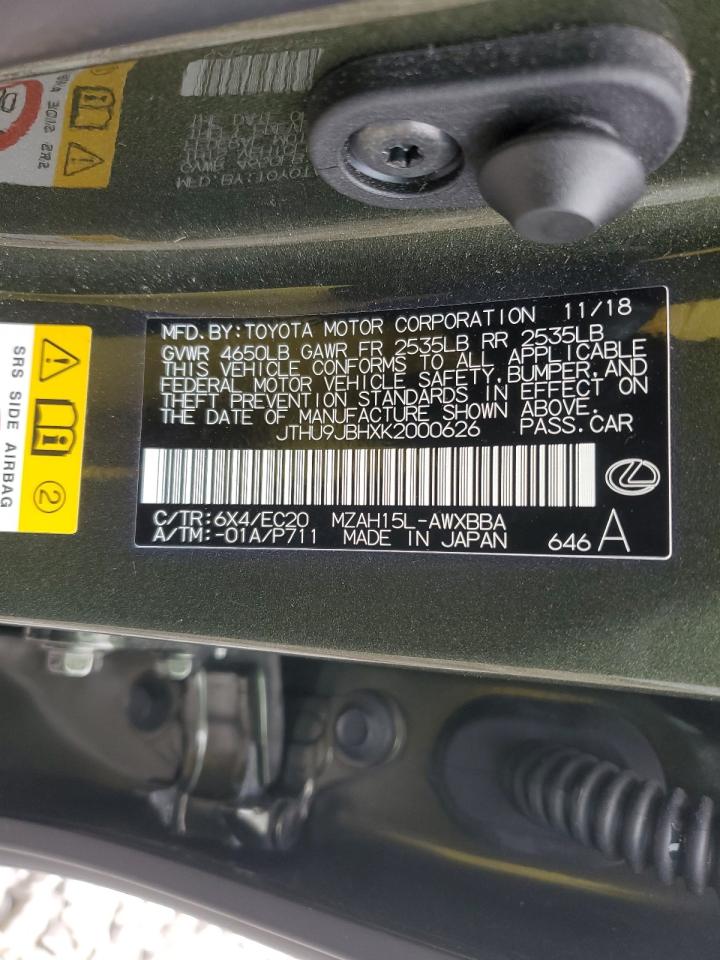 MFD.BY:TOYOTA MOTOR CORPORATION 11/18
GVWR 4650LB GAWR FR 2535LB RR 2535LB
THIS VEHICLE CONFORMS TO ALL APPLICABLE
FEDERAL MOTOR VEHICLE SAFETY,BUMPER,AND
THEFT PREVENTION STANDARDS IN EFFECT ON
THE DATE OF MANUFACTURE SHOWN ABOVE.
JTHU9JBHXK2000626 PASS.CAR
C/TR:6X4/EC20 MZAH15L-AWXBBA
A/TM:-01A/P711 MADE IN JAPAN 646 A
SRS SIDE AIRBAG
2